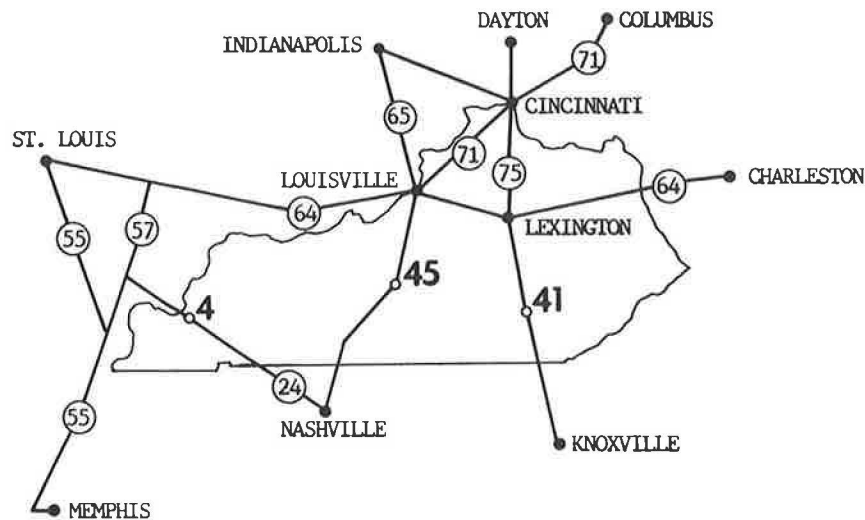 COLUMBUS
DAYTON
INDIANAPOLIS
71
CINCINNATI
65
ST. LOUIS
71
75
LOUISVILLE
64
CHARLESTON
64
LEXINGTON
55
57
45
4
41
24
55
NASHVILLE
KNOXVILLE
MEMPHIS